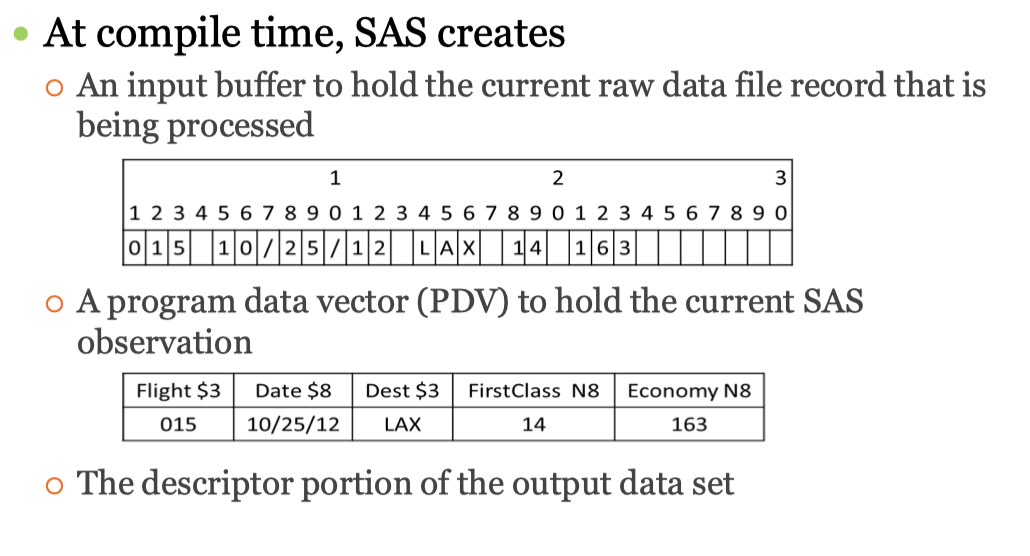 At compile time, SAS creates
An input buffer to hold the current raw data file record that is
being processed
1 2 3
1 2 3 4 5 6 7 8 9 0 1 2 3 4 5 6 7 8 9 0 1 2 3 4 5 6 7 8 9 0
0 1 5 1 0 / 2 5 / 1 2 L A X 1 4 1 6 3
A program data vector (PDV) to hold the current SAS
observation
Flight $3 Date $8 Dest $3 FirstClass N8 Economy N8
015 10/25/12 LAX 14 163
The descriptor portion of the output data set